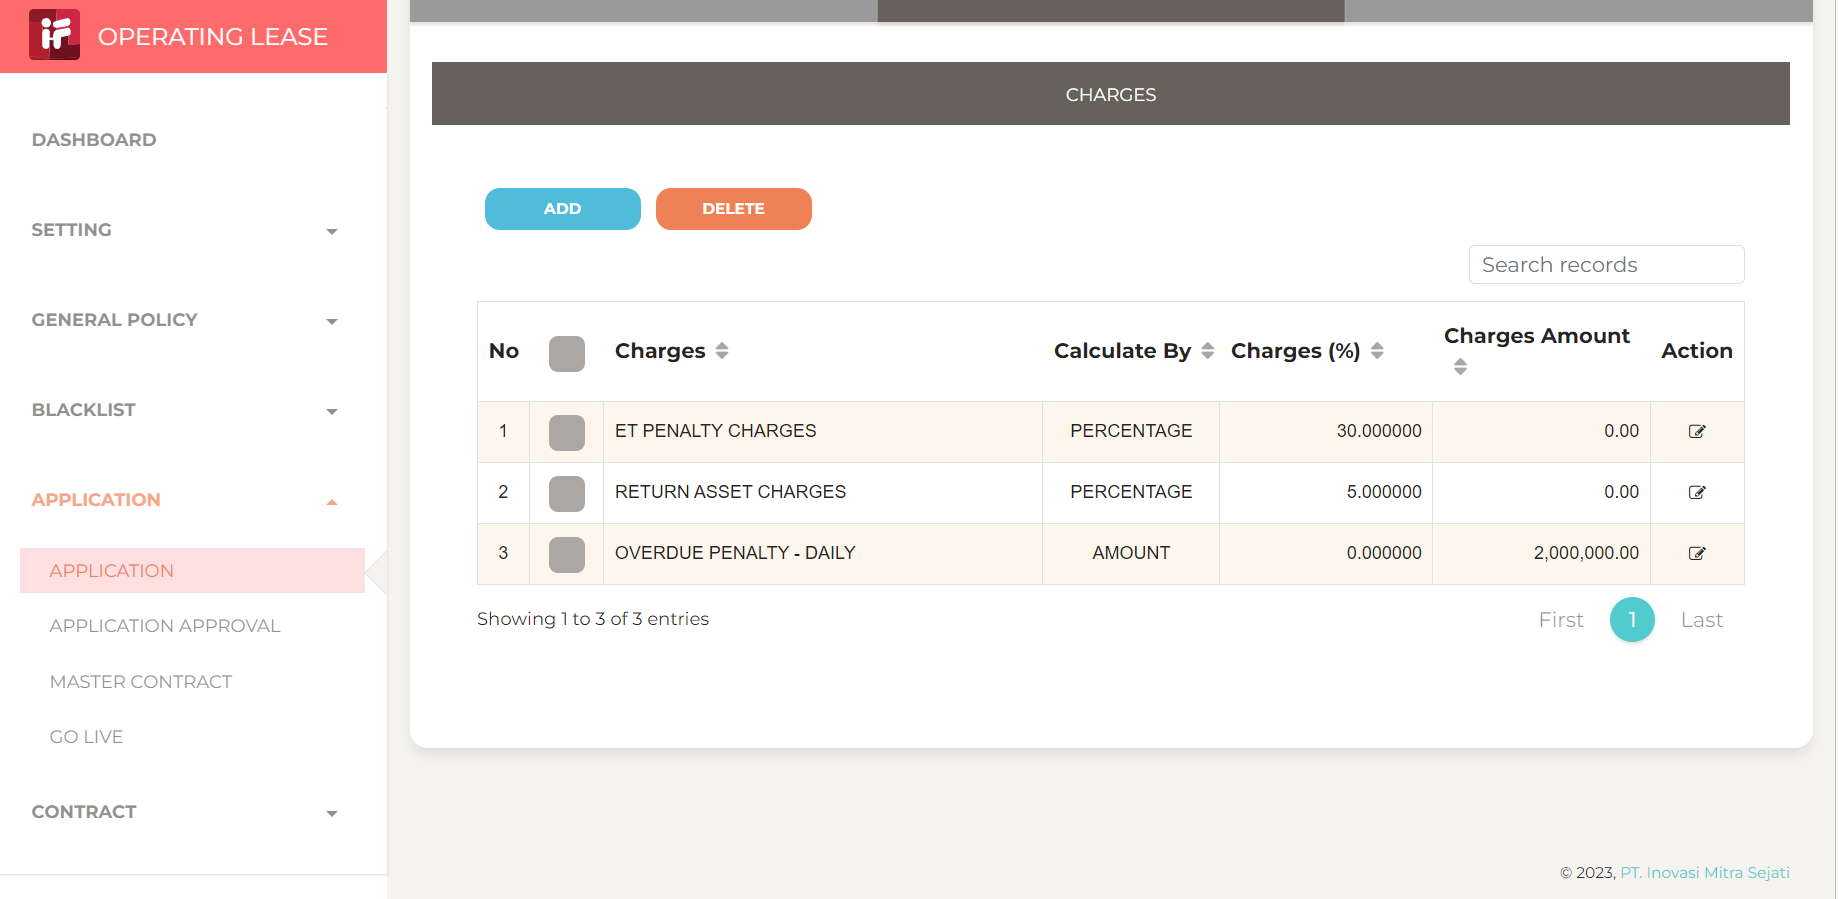 iF OPERATING LEASE
DASHBOARD
SETTING
GENERAL POLICY
BLACKLIST
APPLICATION
APPLICATION
APPLICATION APPROVAL
MASTER CONTRACT
GO LIVE
CONTRACT
CHARGES
ADD DELETE
Search records
No Charges Calculate By Charges (%) Charges Amount Action
1 ET PENALTY CHARGES PERCENTAGE 30.000000 0.00
2 RETURN ASSET CHARGES PERCENTAGE 5.000000 0.00
3 OVERDUE PENALTY - DAILY AMOUNT 0.000000 2,000,000.00
Showing 1 to 3 of 3 entries First 1 Last
© 2023, PT. Inovasi Mitra Sejati